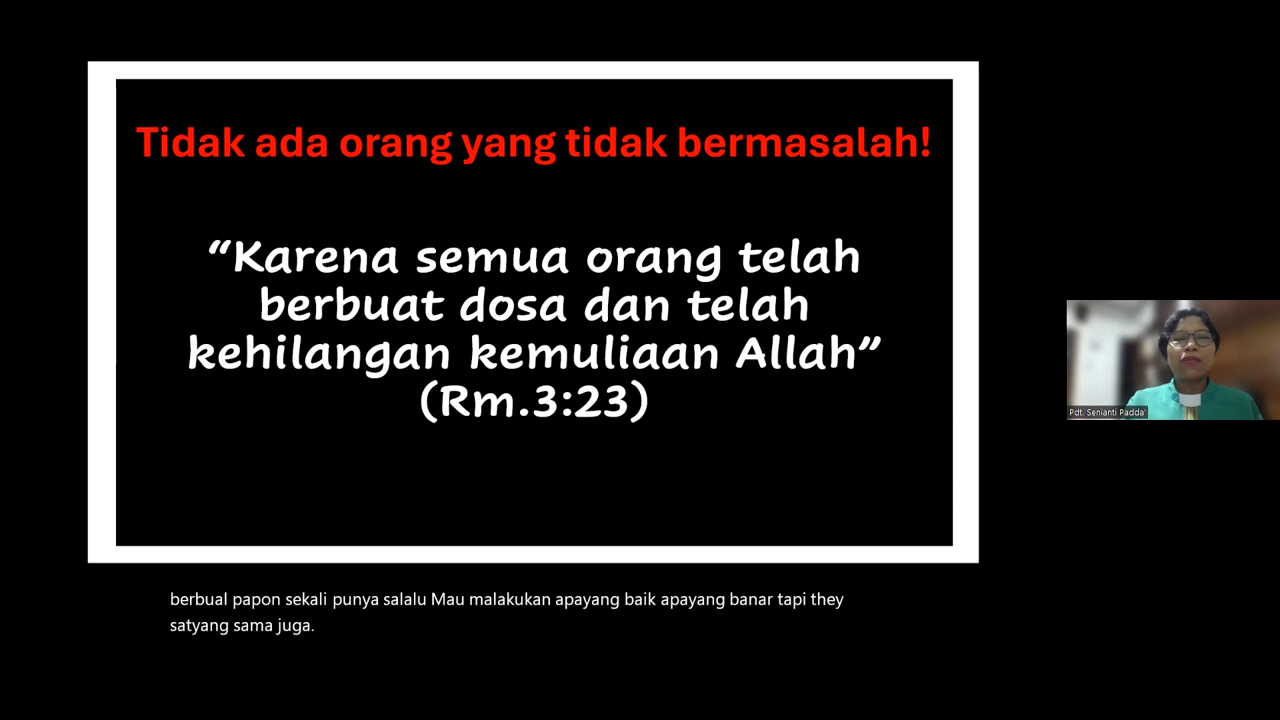 Tidak ada orang yang tidak bermasalah!
“Karena semua orang telah
berbuat dosa dan telah
kehilangan kemuliaan Allah”
(Rm.3:23)
Pdt. Senianti Padda'
berbual papon sekali punya salalu Mau malakukan apayang baik apayang banar tapi they
satyang sama juga.